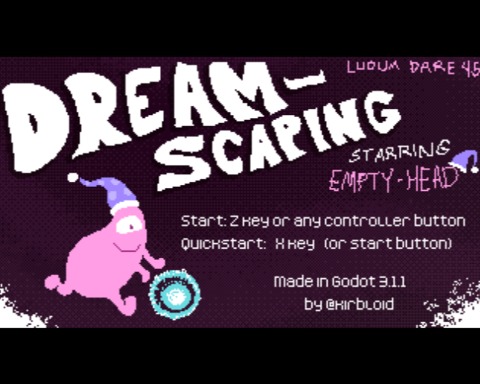 LUDUM DARE 45
DREAM-
SCAPING
STARRING
EMPTY-HEAD
Start: Z key or any controller button
Quickstart: X key (or start button)
Made in Godot 3.1.1
by @kirbloid